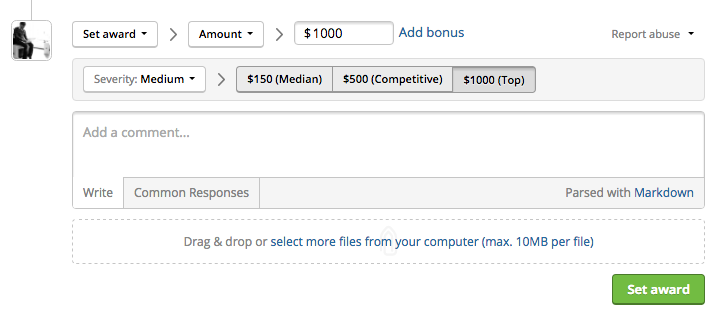 Set award Amount $1000 Add bonus Report abuse
Severity: Medium $150 (Median) $500 (Competitive) $1000 (Top)
Add a comment...
Write Common Responses Parsed with Markdown
Drag & drop or select more files from your computer (max. 10MB per file)
Set award